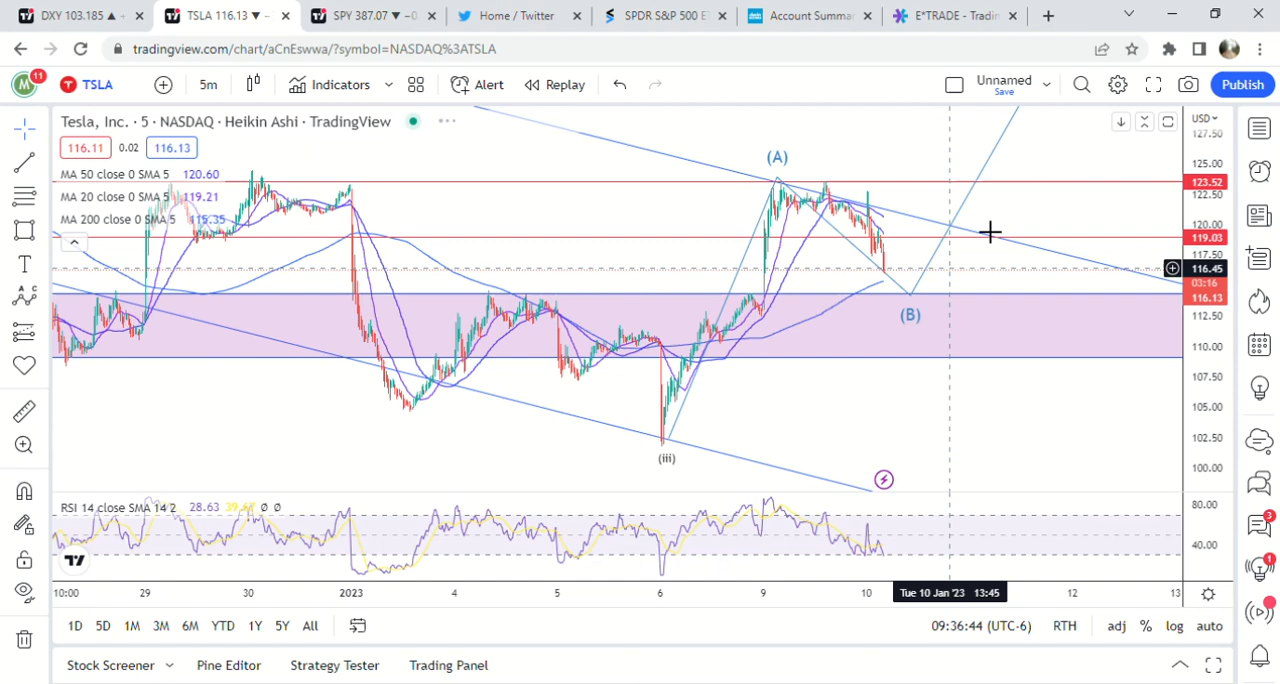 DXY 103.185 ▲ +
TSLA 116.13 ▼ −
SPY 387.07 ▼ −0
Home / Twitter
SPDR S&P 500 E
Account Summa
E*TRADE - Tradin
tradingview.com/chart/aCnEswwa/?symbol=NASDAQ%3ATSLA
M 11
TSLA
5m
Indicators
Alert
Replay
Unnamed
Save
Publish
Tesla, Inc. · 5 · NASDAQ · Heikin Ashi · TradingView
116.11 0.02 116.13
MA 50 close 0 SMA 5 120.60
MA 20 close 0 SMA 5 119.21
MA 200 close 0 SMA 5 115.35
USD
127.50
125.00
123.52
122.50
120.00
119.03
117.50
116.45
03:16
116.13
112.50
110.00
107.50
105.00
102.50
100.00
(A)
(B)
(iii)
RSI 14 close SMA 14 2 28.63 Ø Ø
80.00
40.00
10:00 29 30 2023 4 5 6 9 10 Tue 10 Jan '23 13:45 12 13
1D 5D 1M 3M 6M YTD 1Y 5Y All
09:36:44 (UTC-6) RTH adj % log auto
Stock Screener Pine Editor Strategy Tester Trading Panel
3
1